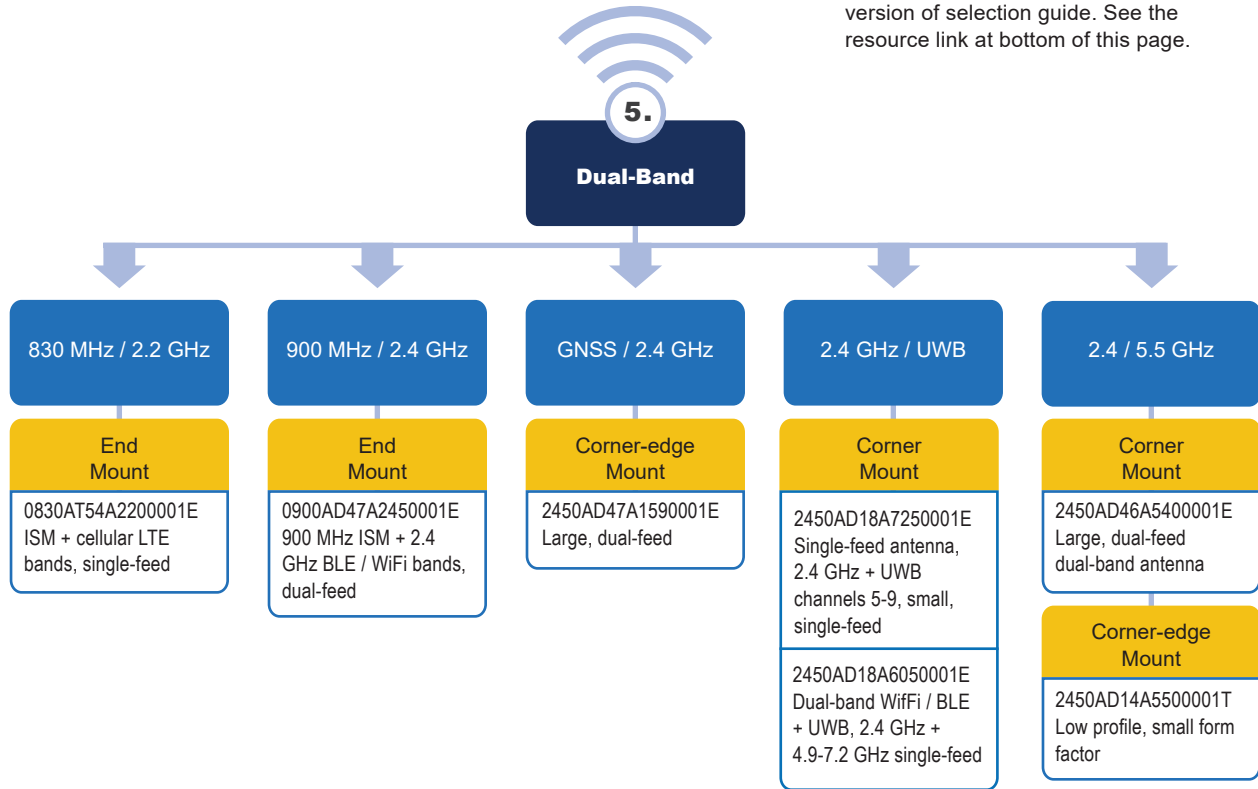 version of selection guide. See the
resource link at bottom of this page.
5.
Dual-Band
830 MHz / 2.2 GHz
End
Mount
0830AT54A2200001E
ISM + cellular LTE
bands, single-feed
900 MHz / 2.4 GHz
End
Mount
0900AD47A2450001E
900 MHz ISM + 2.4
GHz BLE / WiFi bands,
dual-feed
GNSS / 2.4 GHz
Corner-edge
Mount
2450AD47A1590001E
Large, dual-feed
2.4 GHz / UWB
Corner
Mount
2450AD18A7250001E
Single-feed antenna,
2.4 GHz + UWB
channels 5-9, small,
single-feed
2450AD18A6050001E
Dual-band WifFi / BLE
+ UWB, 2.4 GHz +
4.9-7.2 GHz single-feed
2.4 / 5.5 GHz
Corner
Mount
2450AD46A5400001E
Large, dual-feed
dual-band antenna
Corner-edge
Mount
2450AD14A5500001T
Low profile, small form
factor